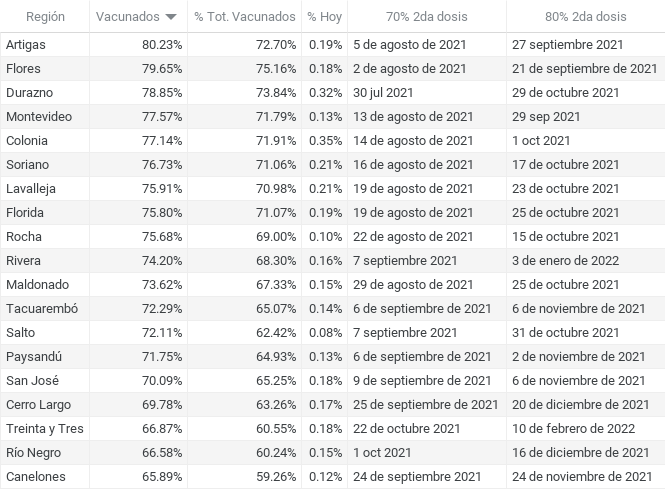 Región Vacunados % Tot. Vacunados % Hoy 70% 2da dosis 80% 2da dosis
Artigas 80.23% 72.70% 0.19% 5 de agosto de 2021 27 septiembre 2021
Flores 79.65% 75.16% 0.18% 2 de agosto de 2021 21 de septiembre de 2021
Durazno 78.85% 73.84% 0.32% 30 jul 2021 29 de octubre de 2021
Montevideo 77.57% 71.79% 0.13% 13 de agosto de 2021 29 sep 2021
Colonia 77.14% 71.91% 0.35% 14 de agosto de 2021 1 oct 2021
Soriano 76.73% 71.06% 0.21% 16 de agosto de 2021 17 de octubre de 2021
Lavalleja 75.91% 70.98% 0.21% 19 de agosto de 2021 23 de octubre de 2021
Florida 75.80% 71.07% 0.19% 19 de agosto de 2021 25 de octubre de 2021
Rocha 75.68% 69.00% 0.10% 22 de agosto de 2021 15 de octubre de 2021
Rivera 74.20% 68.30% 0.16% 7 septiembre 2021 3 de enero de 2022
Maldonado 73.62% 67.33% 0.15% 29 de agosto de 2021 25 de octubre de 2021
Tacuarembó 72.29% 65.07% 0.14% 6 de septiembre de 2021 6 de noviembre de 2021
Salto 72.11% 62.42% 0.08% 7 septiembre 2021 31 de octubre de 2021
Paysandú 71.75% 64.93% 0.13% 6 de septiembre de 2021 2 de noviembre de 2021
San José 70.09% 65.25% 0.18% 9 de septiembre de 2021 6 de noviembre de 2021
Cerro Largo 69.78% 63.26% 0.17% 25 de septiembre de 2021 20 de diciembre de 2021
Treinta y Tres 66.87% 60.55% 0.18% 22 de octubre de 2021 10 de febrero de 2022
Río Negro 66.58% 60.24% 0.15% 1 oct 2021 16 de diciembre de 2021
Canelones 65.89% 59.26% 0.12% 24 de septiembre de 2021 24 de noviembre de 2021